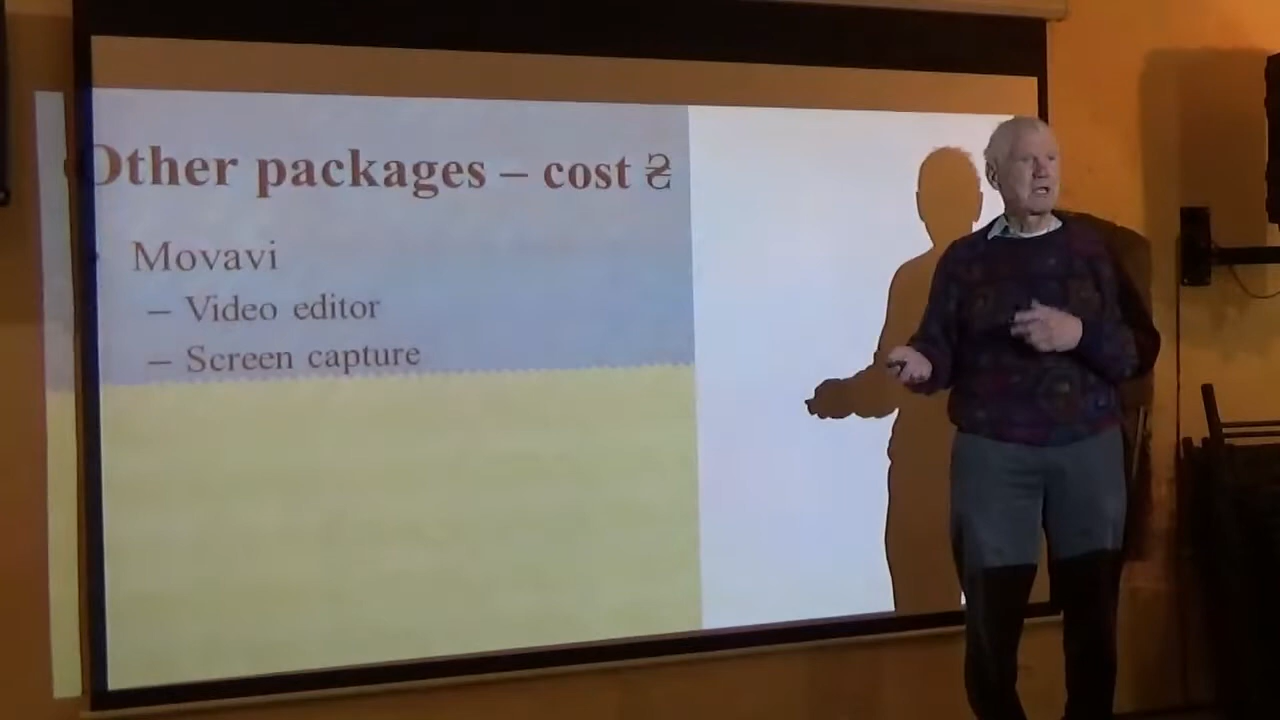 Other packages – cost ₴
Movavi
– Video editor
– Screen capture